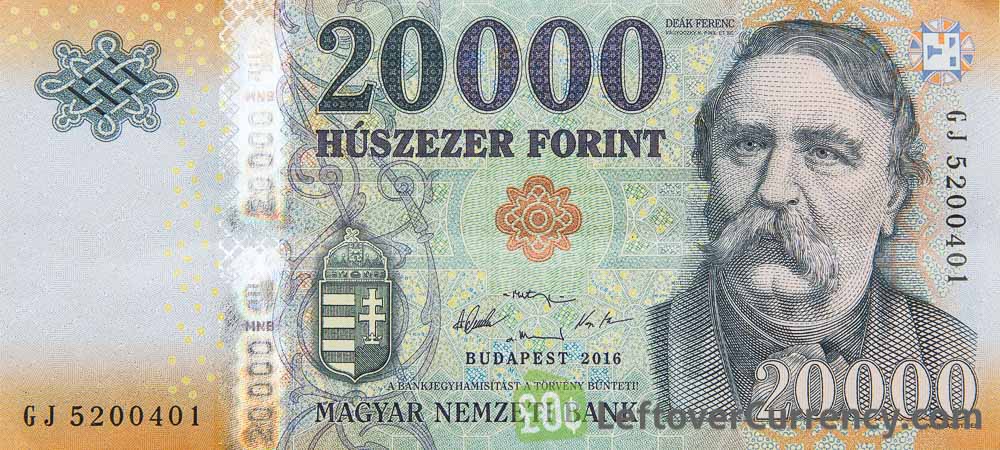 DEÁK FERENC
20000
HÚSZEZER FORINT
GJ 5200401
20000 MNB
20000 MNB
BUDAPEST 2016
A BANKJEGYHAMISÍTÁST A TÖRVÉNY BÜNTETI!
GJ 5200401
MAGYAR NEMZETI BANK
LeftoverCurrency.com
20000